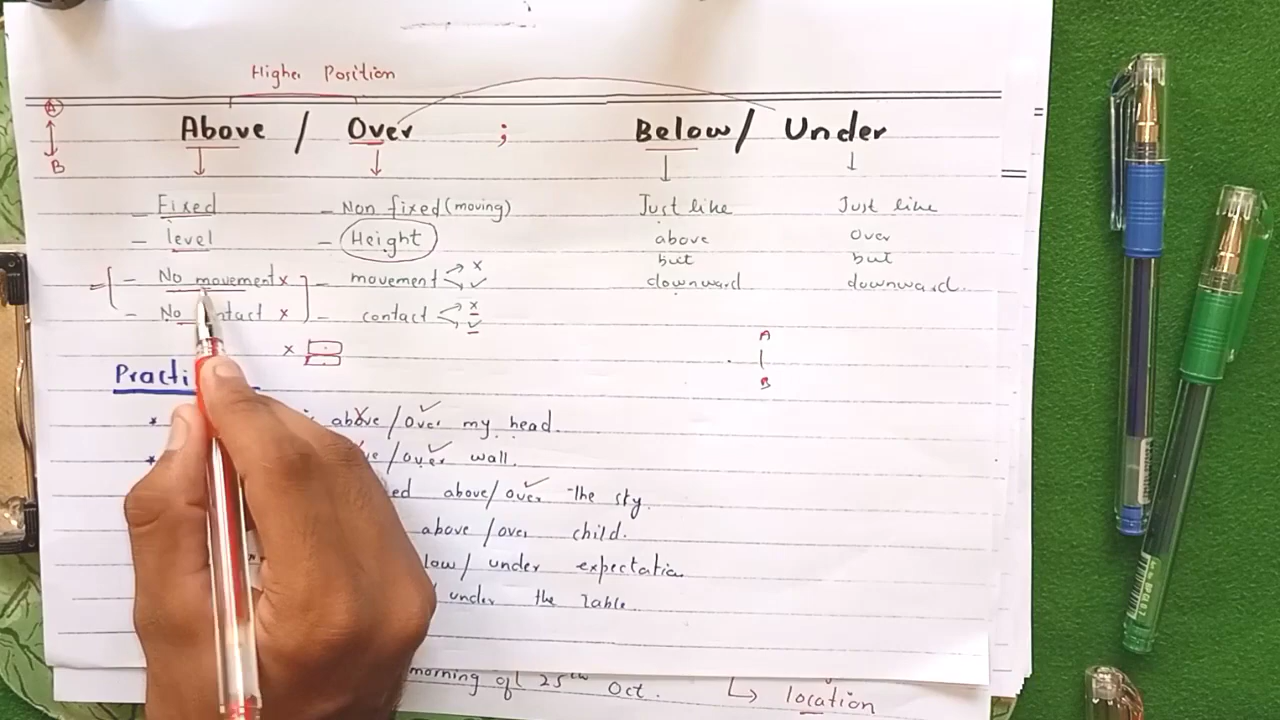 Higher Position
A
Above / Over ; Below / Under
B
- Fixed - Non fixed (moving) Just like Just like
- level - Height above over
but but
- No movement x - movement x ✓ downward downward.
- No contact x - contact x ✓
A
x
B
Practi
* above / over ✓ my head.
* / over ✓ wall.
ed above / over ✓ the sky.
above / over child.
low / under expectation
under the table.
morning of 25th Oct. location